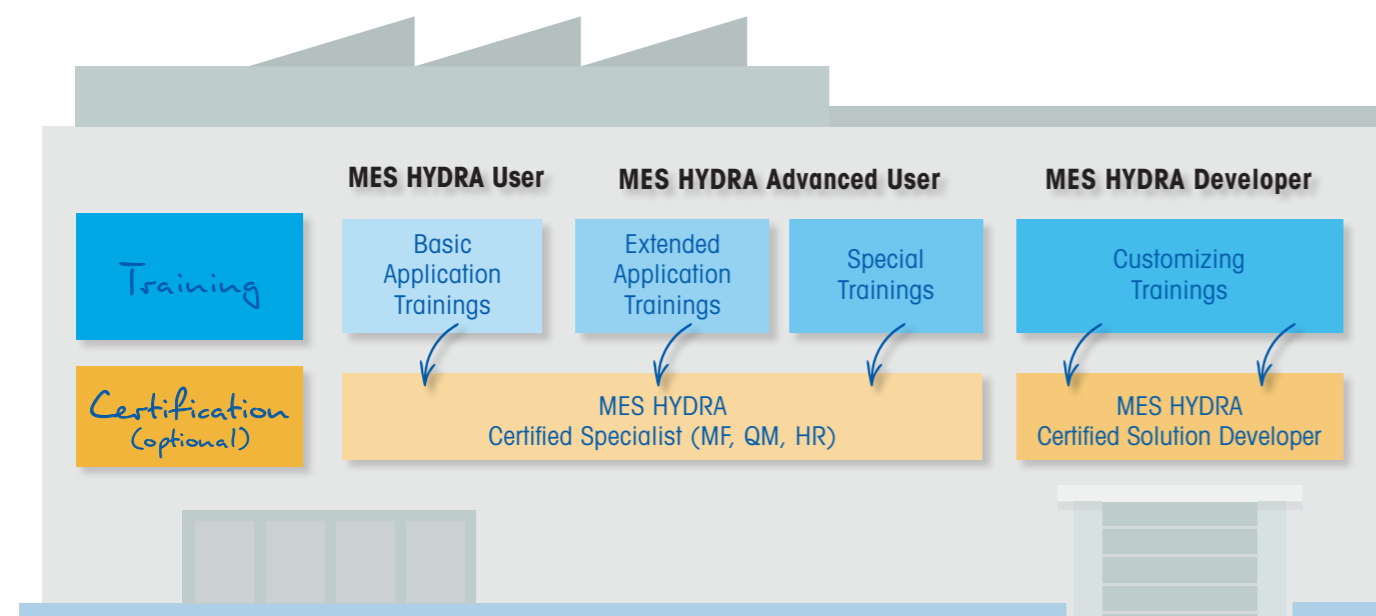 MES HYDRA User
MES HYDRA Advanced User
MES HYDRA Developer
Training
Basic
Application
Trainings
Extended
Application
Trainings
Special
Trainings
Customizing
Trainings
Certification
(optional)
MES HYDRA
Certified Specialist (MF, QM, HR)
MES HYDRA
Certified Solution Developer